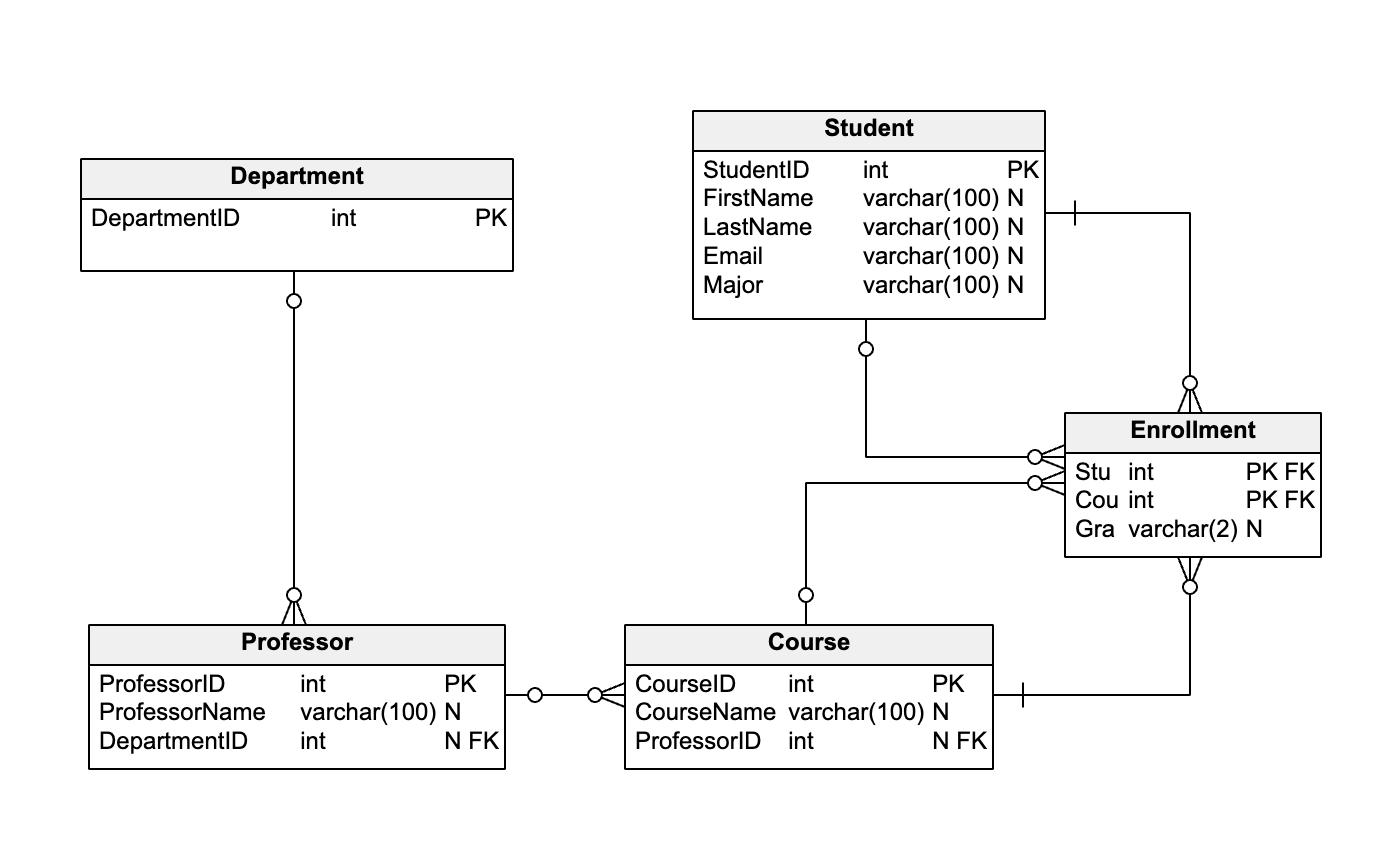 Department
DepartmentID int PK
Student
StudentID int PK
FirstName varchar(100) N
LastName varchar(100) N
Email varchar(100) N
Major varchar(100) N
Enrollment
Stu int PK FK
Cou int PK FK
Gra varchar(2) N
Professor
ProfessorID int PK
ProfessorName varchar(100) N
DepartmentID int N FK
Course
CourseID int PK
CourseName varchar(100) N
ProfessorID int N FK